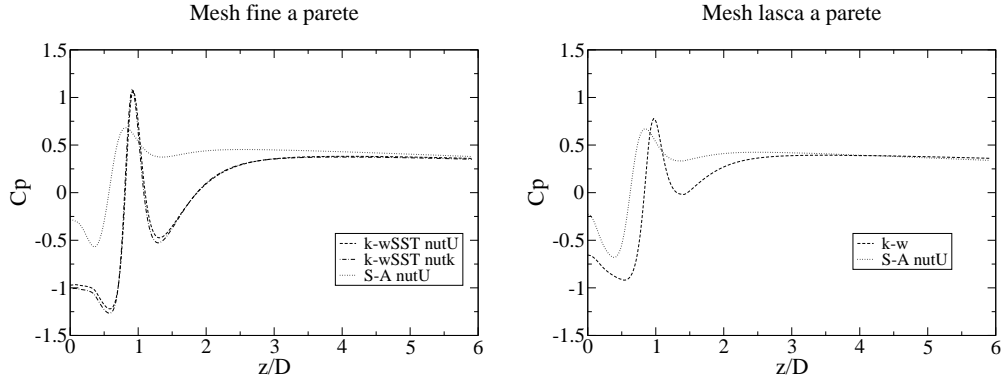 Mesh fine a parete
1.5
1
0.5
0
-0.5
-1
-1.5
Cp
0 1 2 3 4 5 6
z/D
k-wSST nutU
k-wSST nutk
S-A nutU
Mesh lasca a parete
1.5
1
0.5
0
-0.5
-1
-1.5
Cp
0 1 2 3 4 5 6
z/D
k-w
S-A nutU